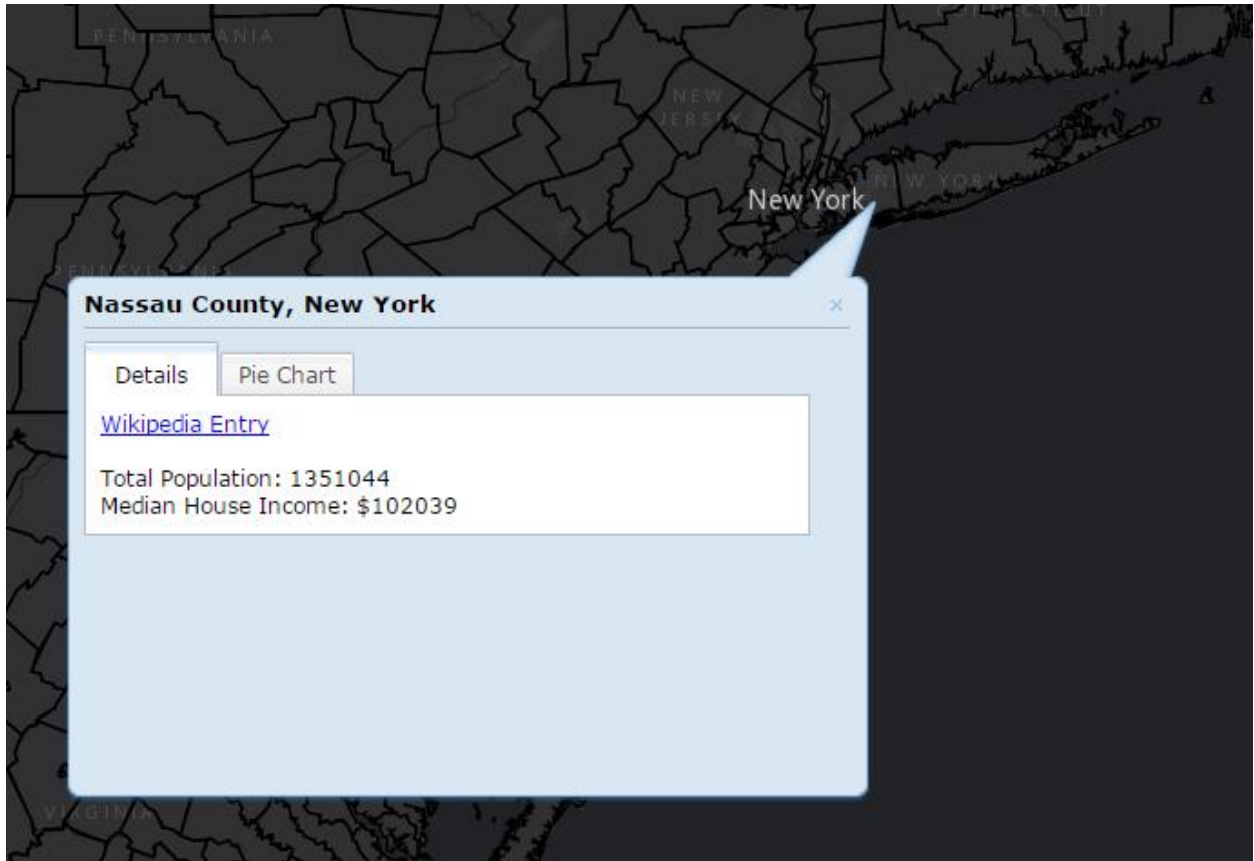 PENNSYLVANIA
CONNECTICUT
NEW
JERSEY
NEW YORK
New York
PENNSYLVANIA
Nassau County, New York
×
Details
Pie Chart
Wikipedia Entry
Total Population: 1351044
Median House Income: $102039
VIRGINIA